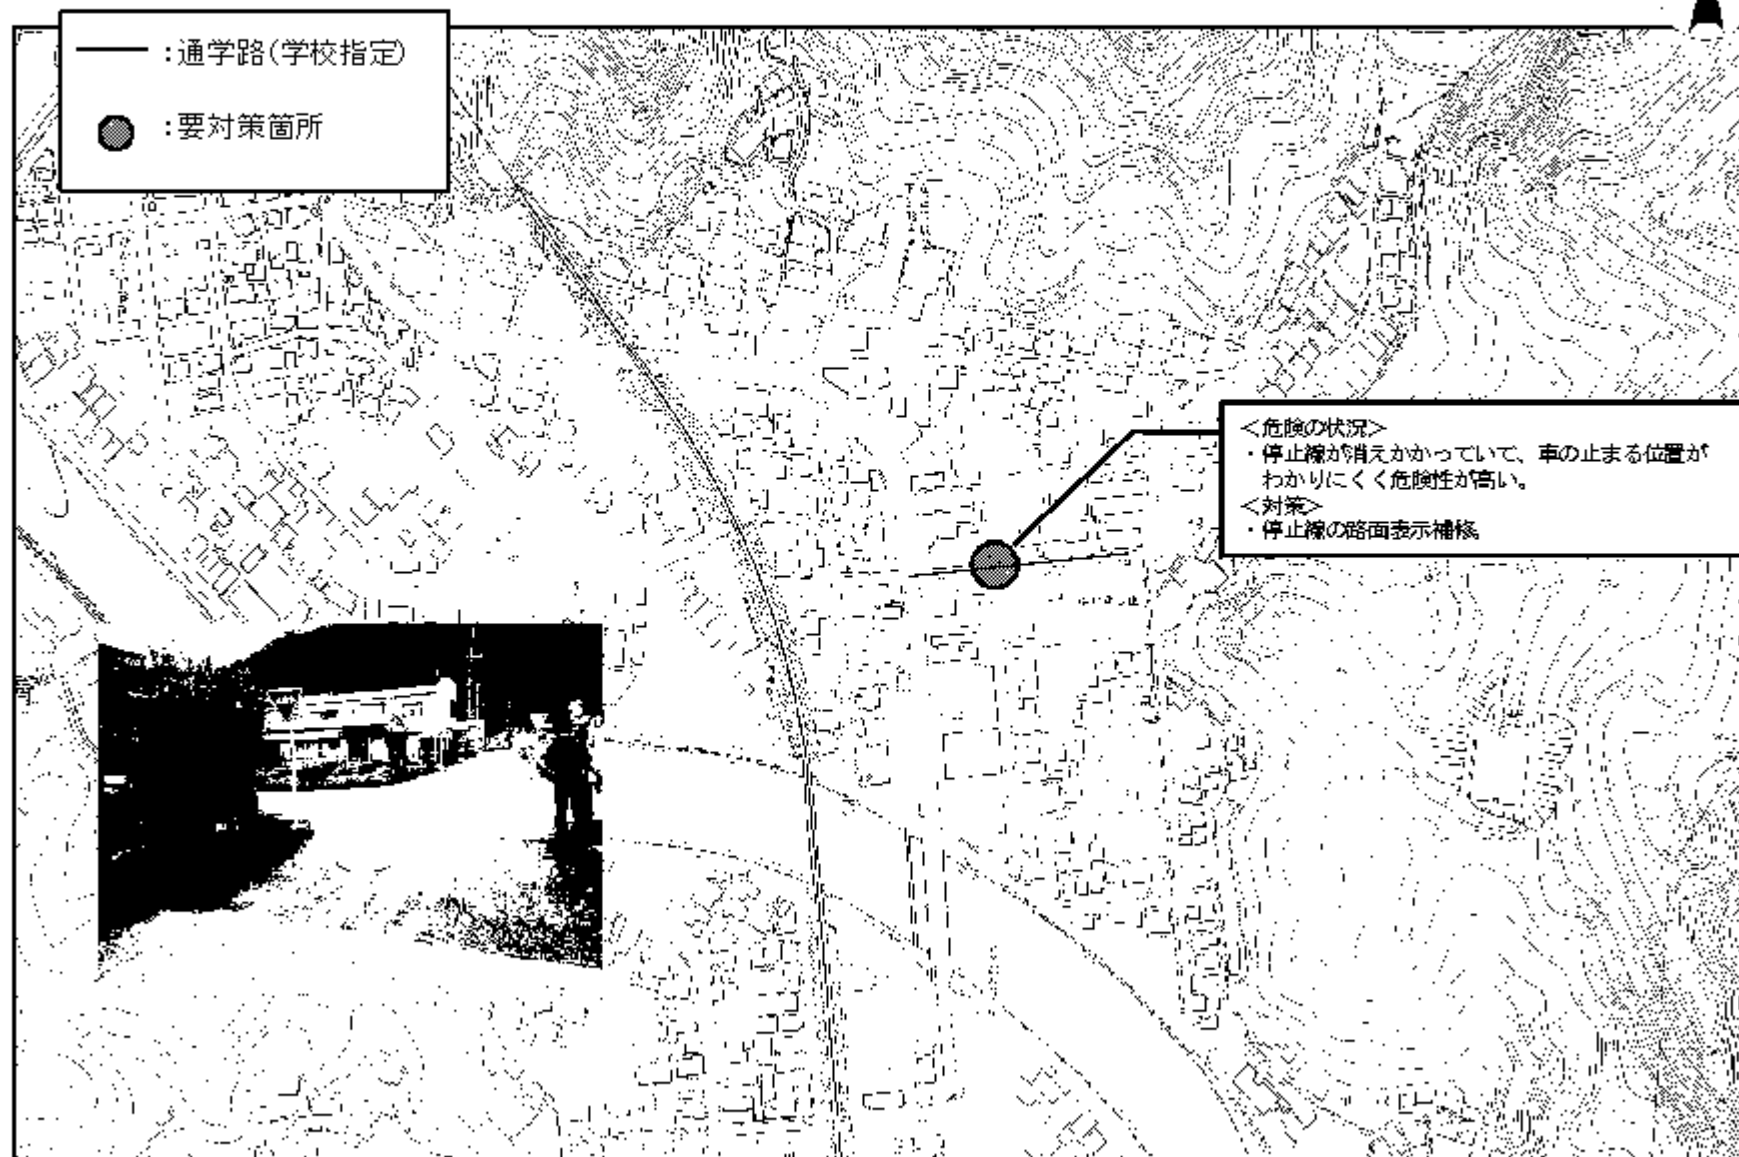 ：通学路（学校指定）
：要対策箇所
＜危険の状況＞
・停止線が消えかかっていて、車の止まる位置が
わかりにくく危険性が高い。
＜対策＞
・停止線の路面表示補修。